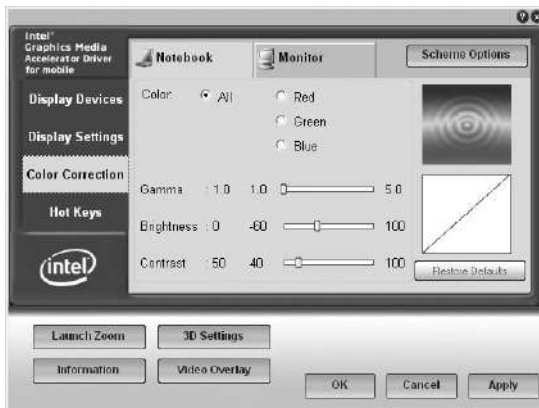 Intel®
Graphics Media
Accelerator Driver
for mobile
Notebook
Monitor
Scheme Options
Display Devices
Display Settings
Color Correction
Hot Keys
intel
Color:
All
Red
Green
Blue
Gamma : 1.0 1.0 5.0
Brightness : 0 -60 100
Contrast : 50 40 100
Restore Defaults
Launch Zoom
3D Settings
Information
Video Overlay
OK
Cancel
Apply